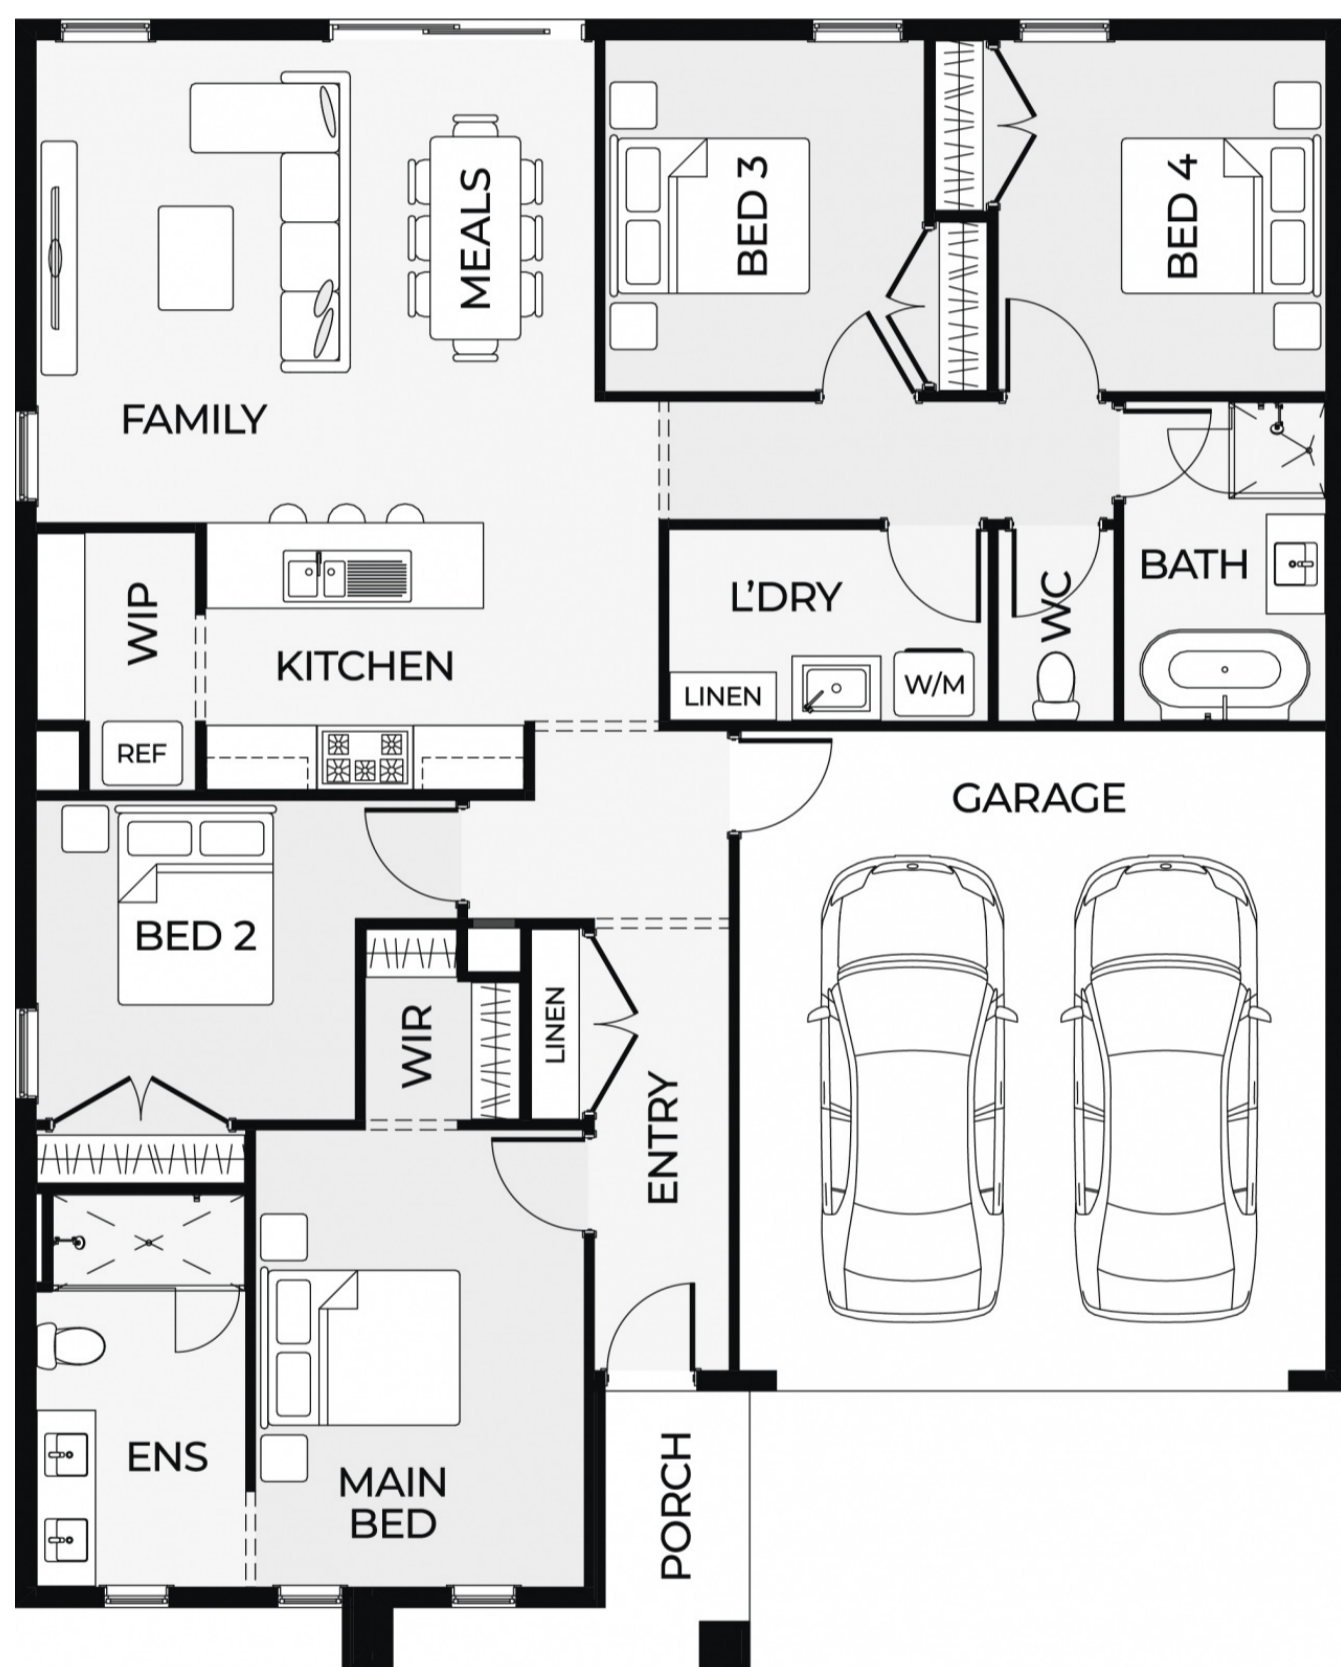 MEALS
BED 3
BED 4
FAMILY
WIP
KITCHEN
L'DRY
WC
BATH
LINEN
W/M
REF
GARAGE
BED 2
WIR
LINEN
ENTRY
ENS
MAIN
BED
PORCH